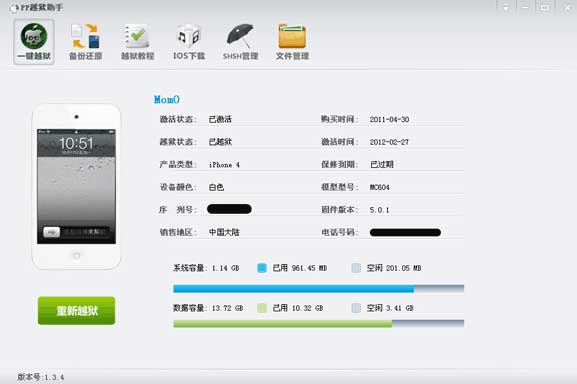 PP越狱助手
一键越狱 备份还原 越狱教程 IOS下载 SHSH管理 文件管理
MomO
激活状态: 已激活 购买时间: 2011-04-30
越狱状态: 已越狱 激活时间: 2012-02-27
产品类型: iPhone 4 保修到期: 已过期
设备颜色: 白色 模型型号: MC604
序 列号: 固件版本: 5.0.1
销售地区: 中国大陆 电话号码:
10:51
系统容量: 1.14 GB 已用 961.45 MB 空闲 201.05 MB
重新越狱
数据容量: 13.72 GB 已用 10.32 GB 空闲 3.41 GB
版本号:1.3.4